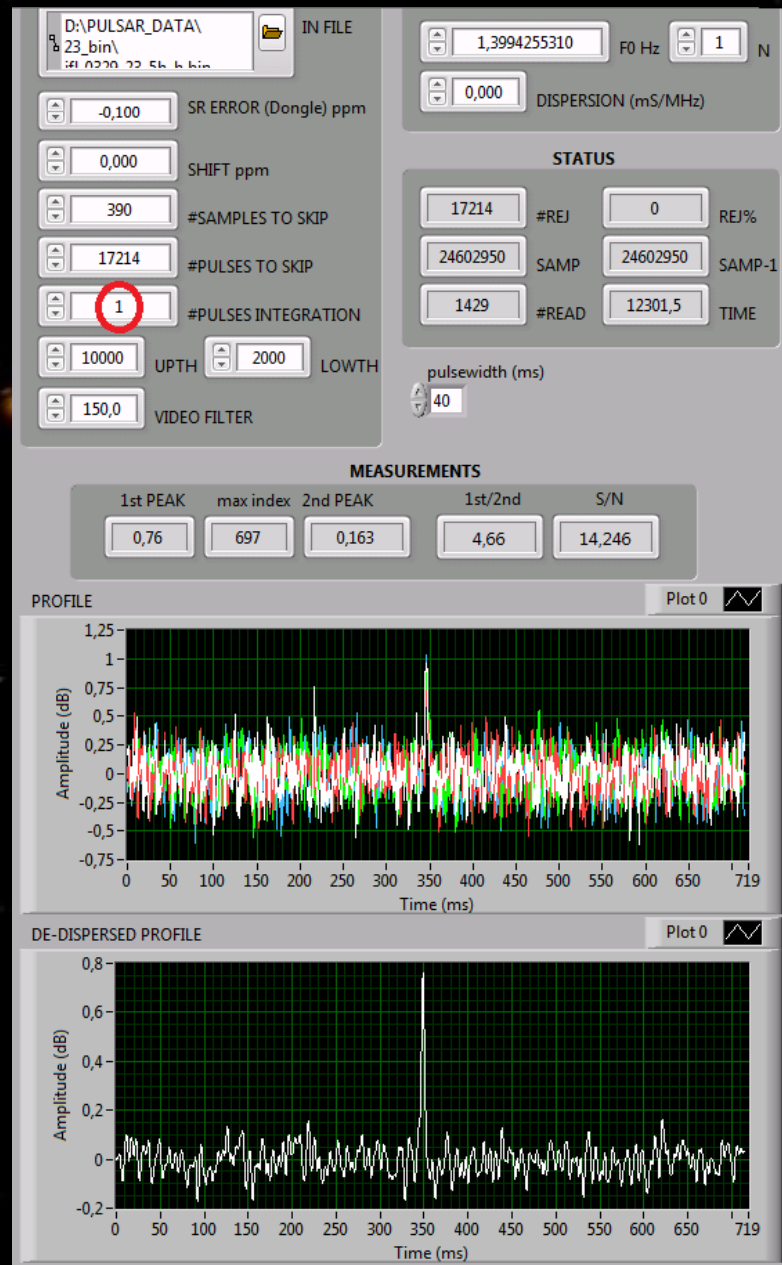 D:\PULSAR_DATA\
23_bin\
IN FILE
-0,100 SR ERROR (Dongle) ppm
0,000 SHIFT ppm
390 #SAMPLES TO SKIP
17214 #PULSES TO SKIP
1 #PULSES INTEGRATION
10000 UPTH 2000 LOWTH
150,0 VIDEO FILTER
1,3994255310 F0 Hz 1 N
0,000 DISPERSION (mS/MHz)
STATUS
17214 #REJ 0 REJ%
24602950 SAMP 24602950 SAMP-1
1429 #READ 12301,5 TIME
pulsewidth (ms)
40
MEASUREMENTS
1st PEAK max index 2nd PEAK 1st/2nd S/N
0,76 697 0,163 4,66 14,246
PROFILE Plot 0
1,25
1
0,75
0,5
0,25
0
-0,25
-0,5
-0,75
Amplitude (dB)
0 50 100 150 200 250 300 350 400 450 500 550 600 650 719
Time (ms)
DE-DISPERSED PROFILE Plot 0
0,8
0,6
0,4
0,2
0
-0,2
Amplitude (dB)
0 50 100 150 200 250 300 350 400 450 500 550 600 650 719
Time (ms)